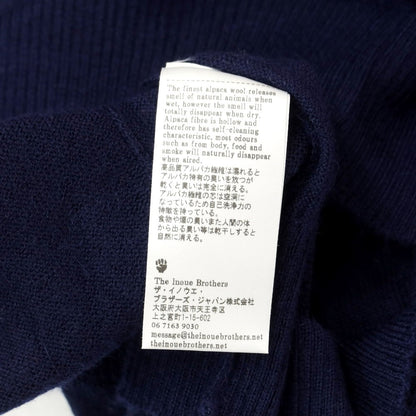 The finest alpaca wool releases
smell of natural animals when
wet, however the smell will
totally disappear when dry.
Alpaca fibre is hollow and
therefore has self-cleaning
characteristic, most odours
such as from body, food and
smoke will naturally disappear
when aired.
高品質アルパカ繊維は濡れると
アルパカ特有の臭いを放つが
乾くと臭いは完全に消える。
アルパカ繊維の芯は空洞に
なっているため自己洗浄力の
特徴を持っている。
食物や煙の臭いまた人間の体
から出る臭い等は乾干しすると
自然に消える。
The Inoue Brothers
ザ・イノウエ・
ブラザーズ・ジャパン株式会社
大阪府大阪市天王寺区
上之宮町1-15-602
06 7163 9030
message@theinouebrothers.net
theinouebrothers.net